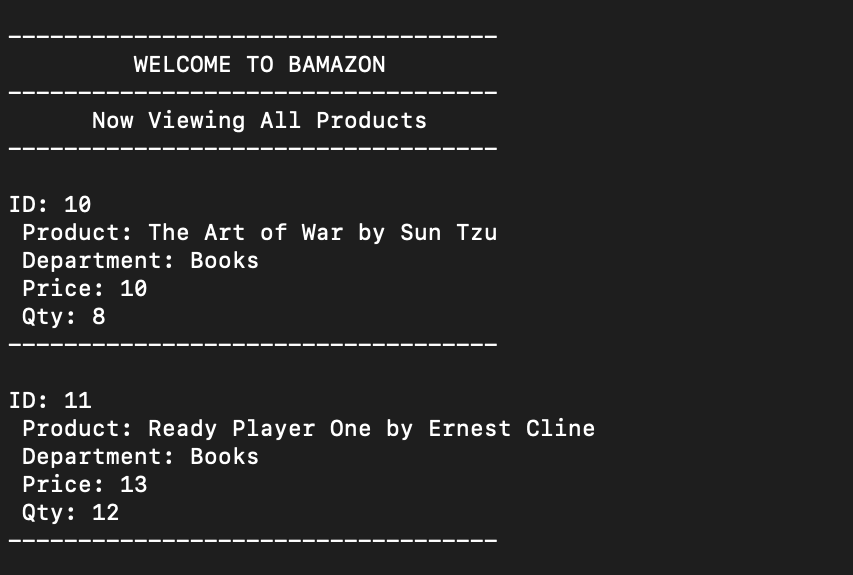 -----------------------------------
WELCOME TO BAMAZON
-----------------------------------
Now Viewing All Products
-----------------------------------
ID: 10
Product: The Art of War by Sun Tzu
Department: Books
Price: 10
Qty: 8
-----------------------------------
ID: 11
Product: Ready Player One by Ernest Cline
Department: Books
Price: 13
Qty: 12
-----------------------------------